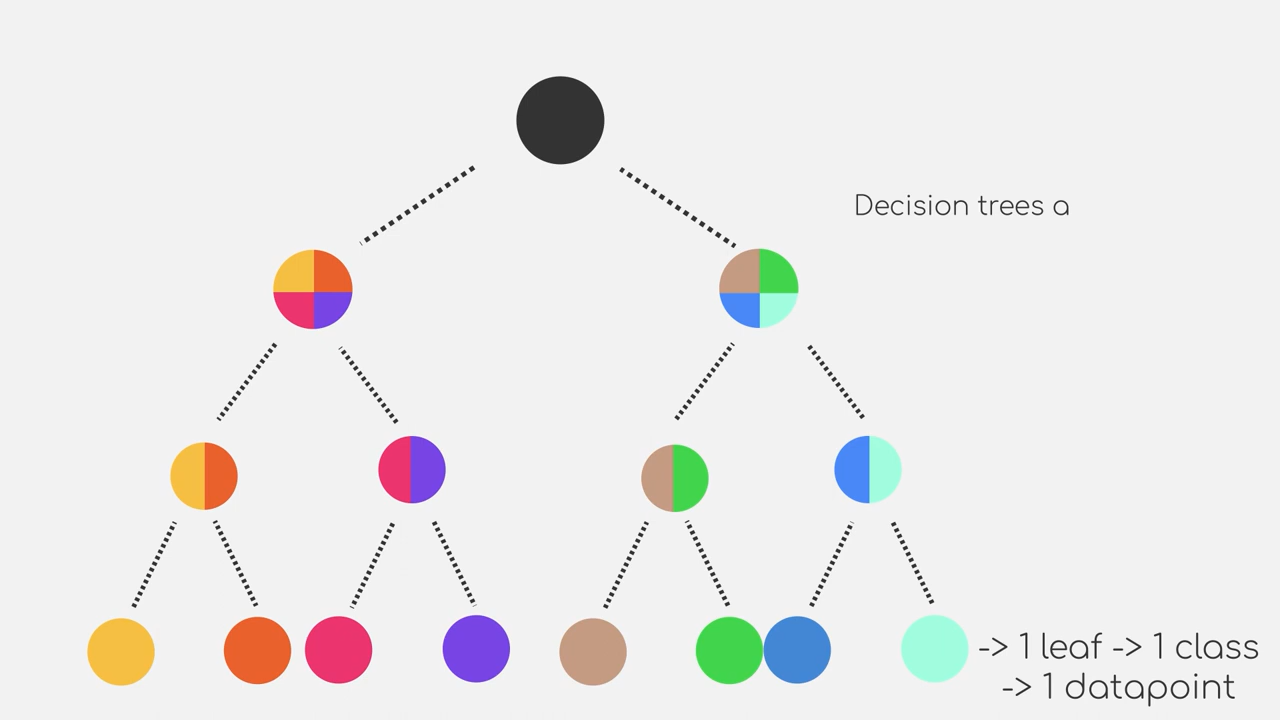 Decision trees a
-> 1 leaf -> 1 class
-> 1 datapoint